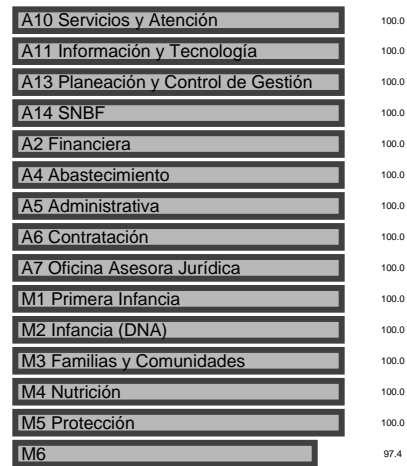 A10 Servicios y Atención 100.0
A11 Información y Tecnología 100.0
A13 Planeación y Control de Gestión 100.0
A14 SNBF 100.0
A2 Financiera 100.0
A4 Abastecimiento 100.0
A5 Administrativa 100.0
A6 Contratación 100.0
A7 Oficina Asesora Jurídica 100.0
M1 Primera Infancia 100.0
M2 Infancia (DNA) 100.0
M3 Familias y Comunidades 100.0
M4 Nutrición 100.0
M5 Protección 100.0
M6 97.4